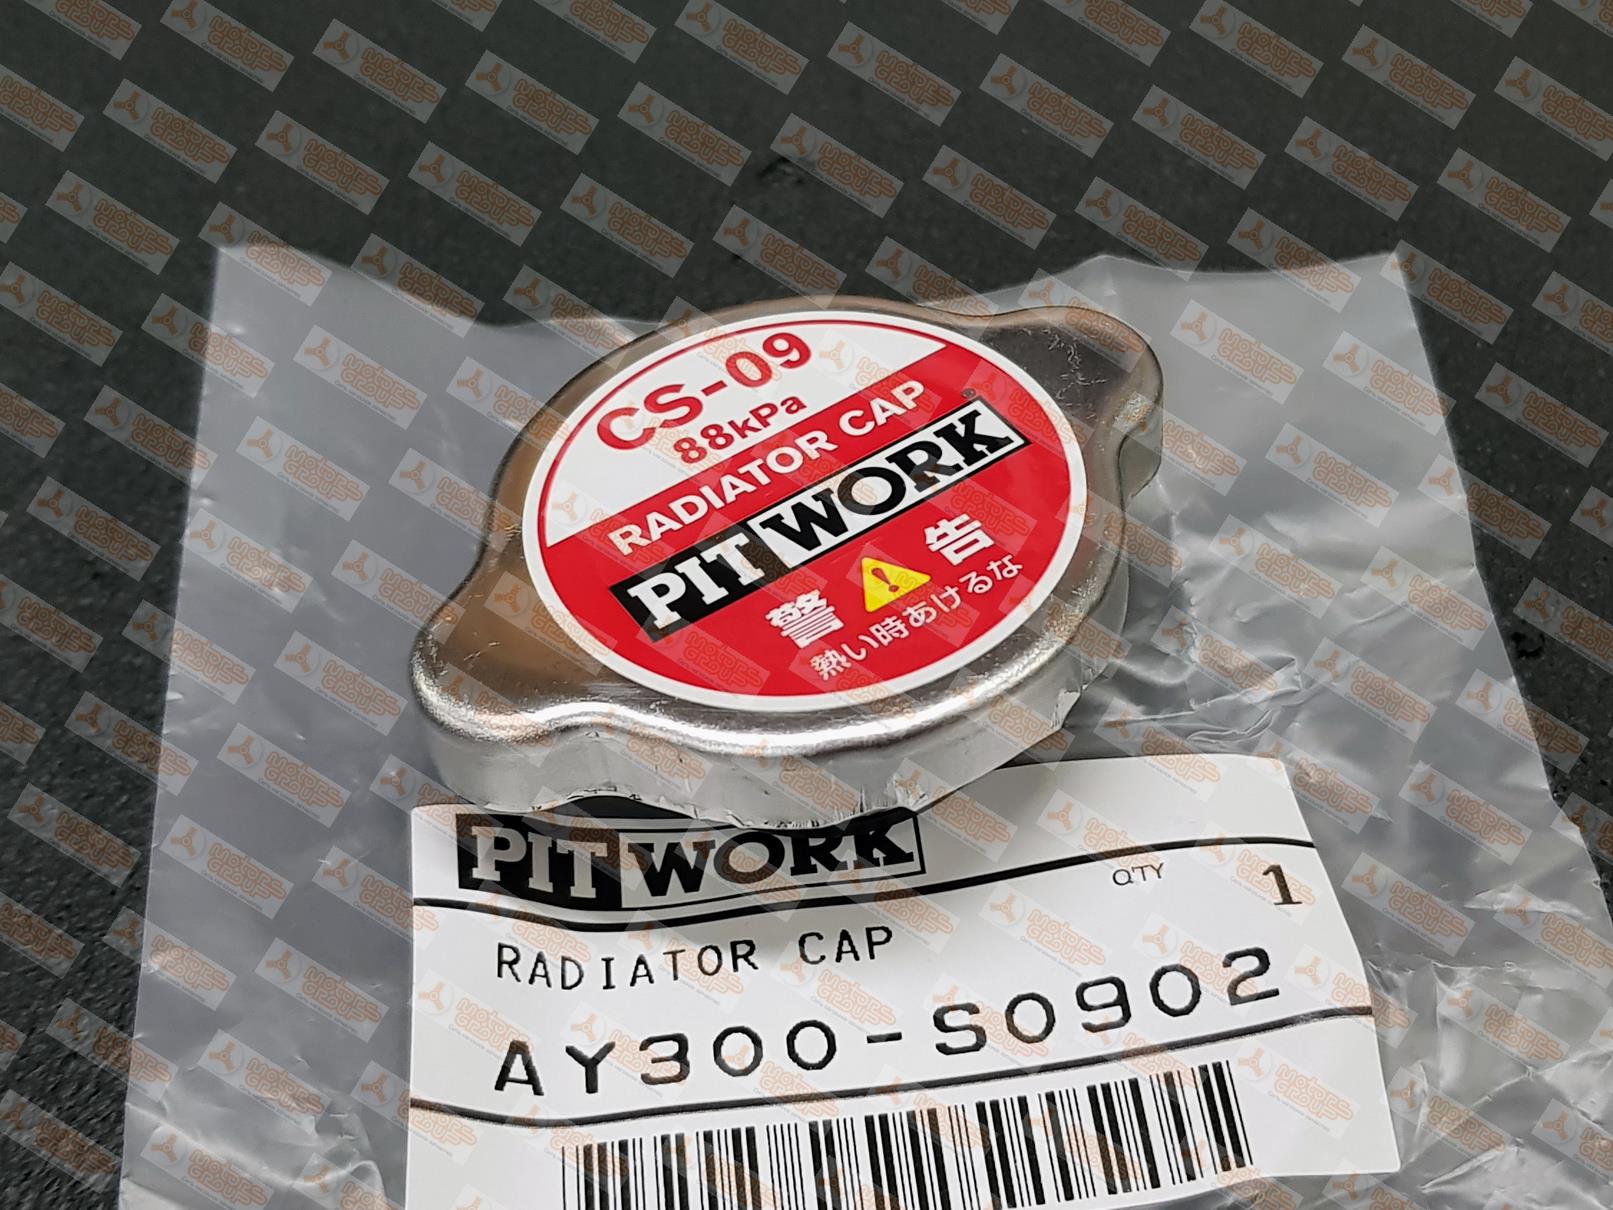 CS-09
88kPa
RADIATOR CAP
PIT WORK®
警 告
熱い時あけるな
PIT WORK
Q'TY 1
RADIATOR CAP
AY300-S0902